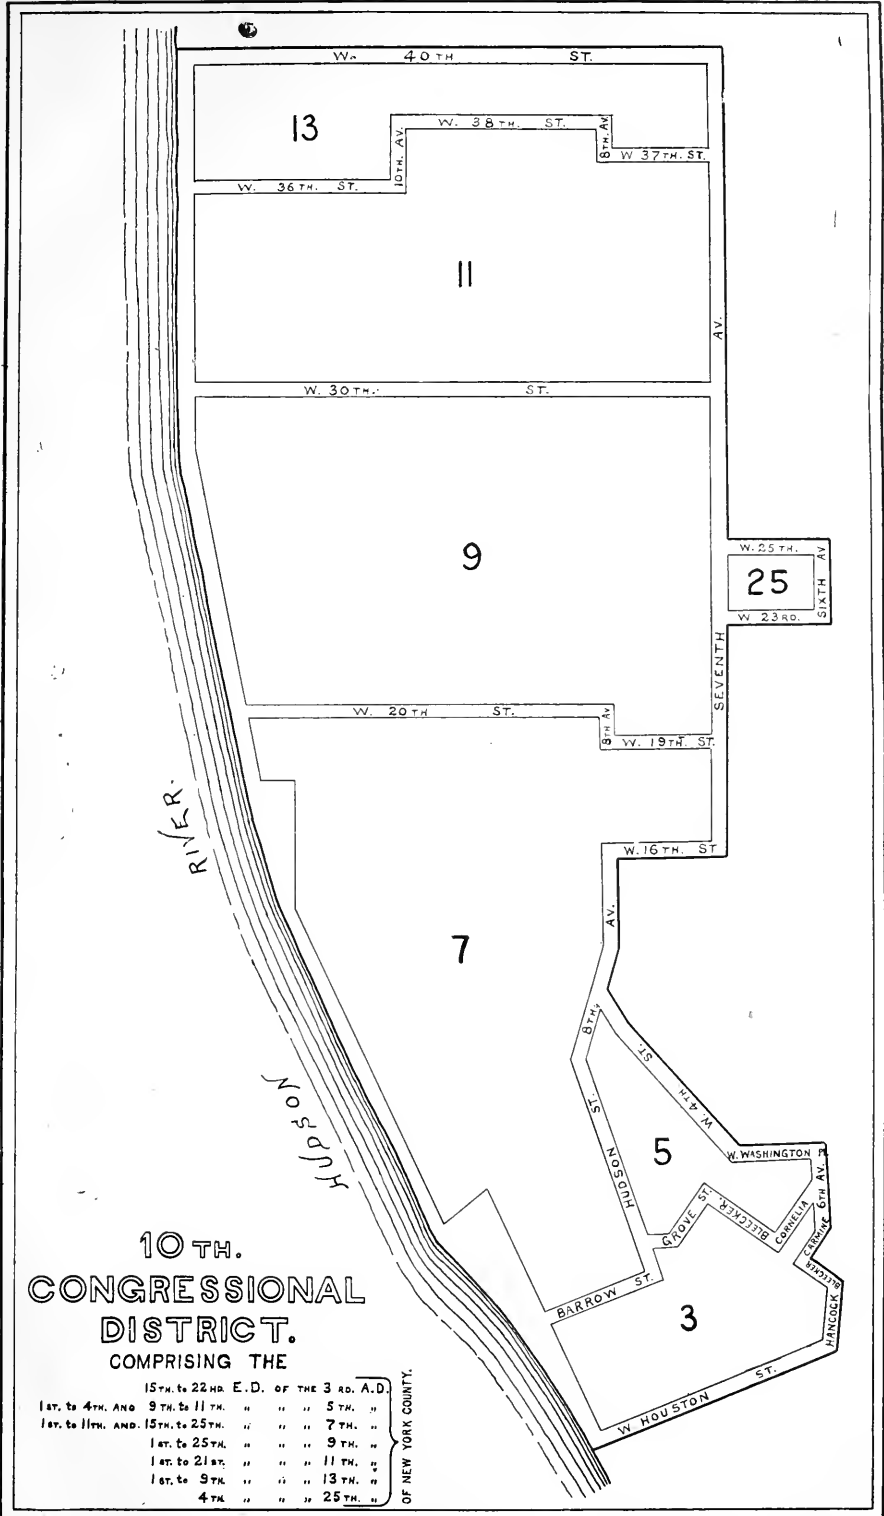 W. 40TH ST.
13
10TH. AV.
W. 38TH. ST.
8TH. AV.
W 37TH. ST.
W. 36TH. ST.
11
AV.
W. 30TH. ST.
9
W. 25TH.
25
SIXTH AV
W 23RD.
SEVENTH
W. 20TH ST.
8TH AV
W. 19TH. ST.
RIVER.
W. 16TH. ST
AV.
7
8TH
ST.
W. 4TH
HUDSON
ST.
HUDSON
5
W. WASHINGTON P
6TH AV.
GROVE ST.
BLEECKER.
CORNELIA
CARMINE
BLEECKER
HANCOCK
BARROW ST.
3
W HOUSTON ST.
10TH.
CONGRESSIONAL
DISTRICT.
COMPRISING THE
15TH. to 22ND. E.D. OF THE 3RD. A.D.
1ST. to 4TH. AND 9TH. to 11TH. " " " 5TH. "
1ST. to 11TH. AND. 15TH. to 25TH. " " " 7TH. "
1ST. to 25TH. " " " 9TH. "
1ST. to 21ST. " " " 11TH. "
1ST. to 9TH. " " " 13TH. "
4TH. " " " 25TH. "
OF NEW YORK COUNTY.